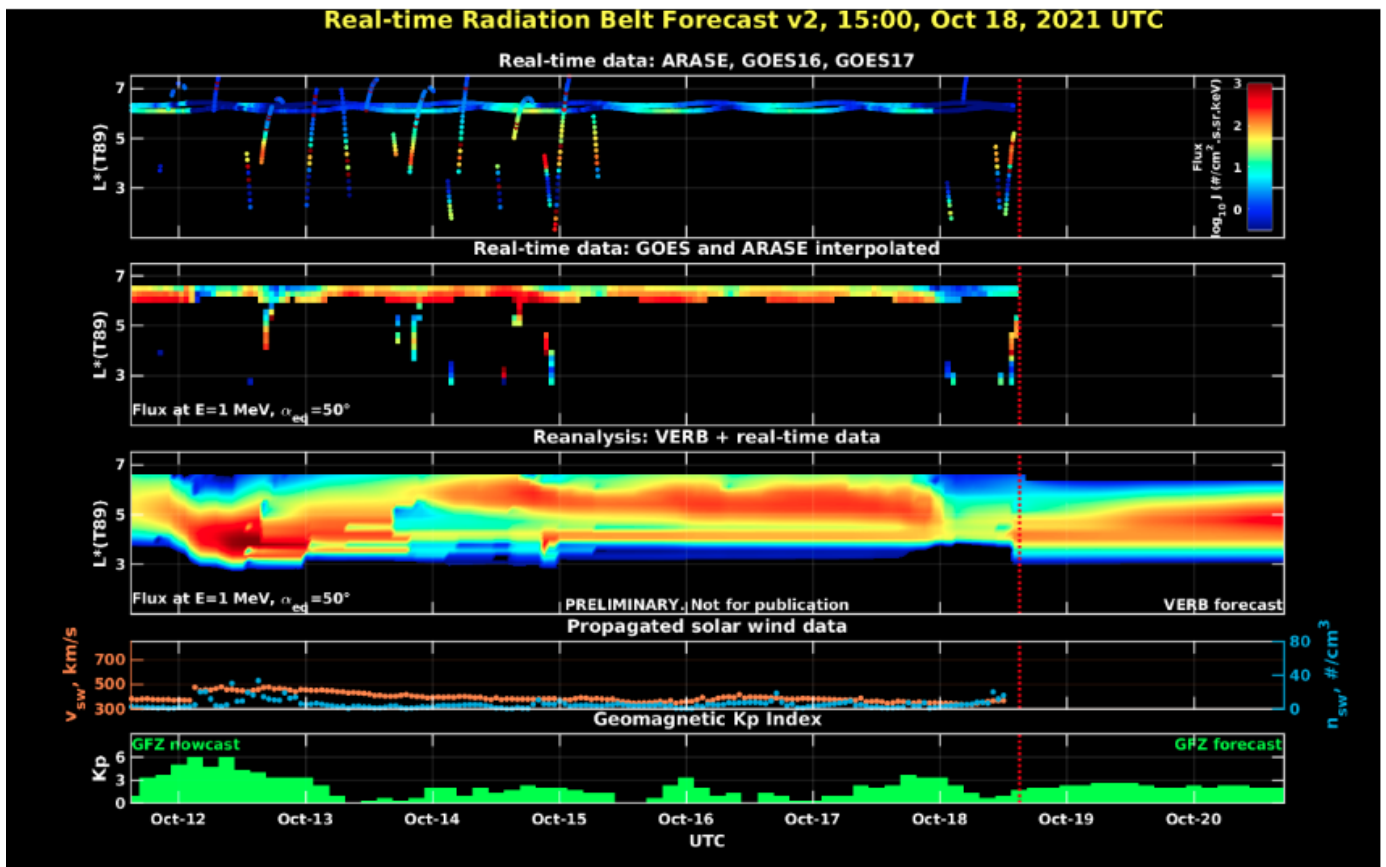 Real-time Radiation Belt Forecast v2, 15:00, Oct 18, 2021 UTC
Real-time data: ARASE, GOES16, GOES17
7
5
3
L*(T89)
3
2
1
0
Flux
log₁₀ J (#/cm².s.sr.keV)
Real-time data: GOES and ARASE interpolated
7
5
3
L*(T89)
Flux at E=1 MeV, αeq=50°
Reanalysis: VERB + real-time data
7
5
3
L*(T89)
Flux at E=1 MeV, αeq=50°
PRELIMINARY. Not for publication
VERB forecast
Propagated solar wind data
vsw, km/s
700
500
300
80
40
0
nsw, #/cm³
Geomagnetic Kp Index
GFZ nowcast
GFZ forecast
Kp
6
3
0
Oct-12 Oct-13 Oct-14 Oct-15 Oct-16 Oct-17 Oct-18 Oct-19 Oct-20
UTC